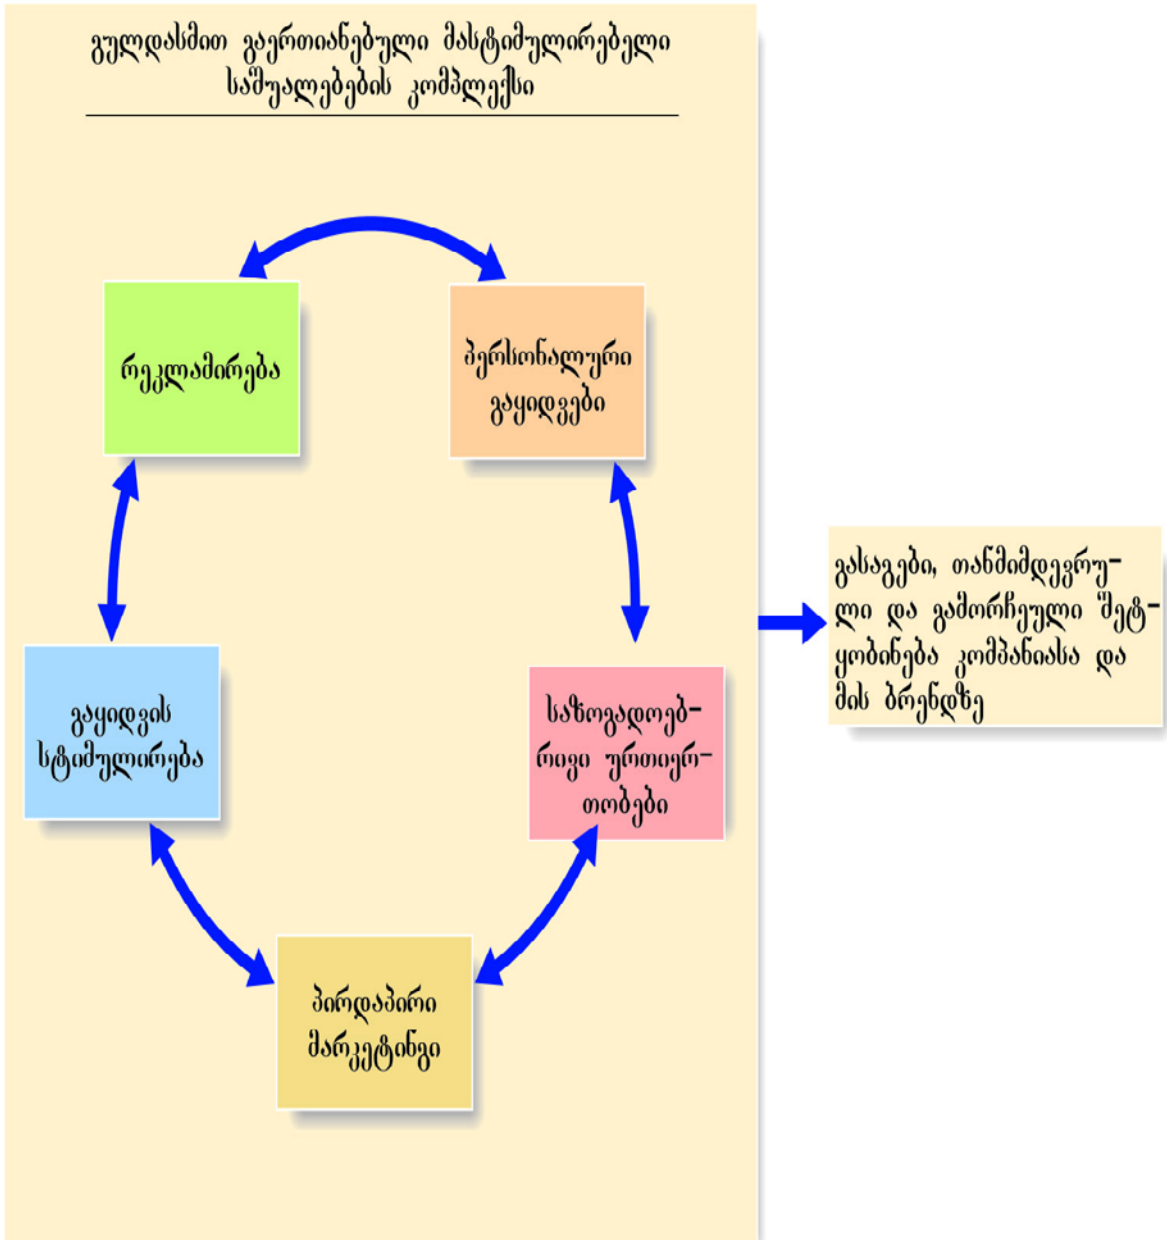 გულდასმით გაერთიანებული მასტიმულირებელი
საშუალებების კომპლექსი
რეკლამირება
პერსონალური
გაყიდვები
გასაგები, თანმიმდევრუ-
ლი და გამორჩეული შეტ-
ყობინება კომპანიასა და
მის ბრენდზე
გაყიდვის
სტიმულირება
საზოგადოებ-
რივი ურთიერ-
თობები
პირდაპირი
მარკეტინგი